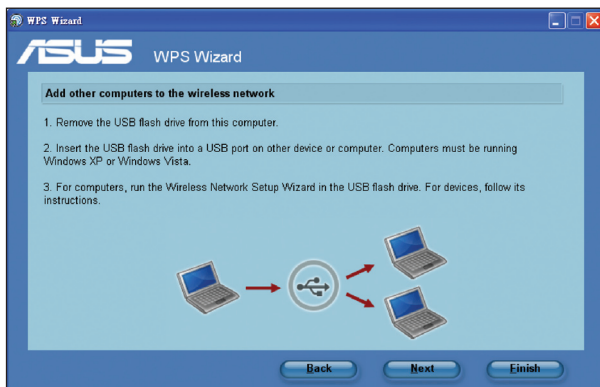 WPS Wizard
ASUS WPS Wizard
Add other computers to the wireless network
1. Remove the USB flash drive from this computer.
2. Insert the USB flash drive into a USB port on other device or computer. Computers must be running
Windows XP or Windows Vista.
3. For computers, run the Wireless Network Setup Wizard in the USB flash drive. For devices, follow its
instructions.
Back Next Finish